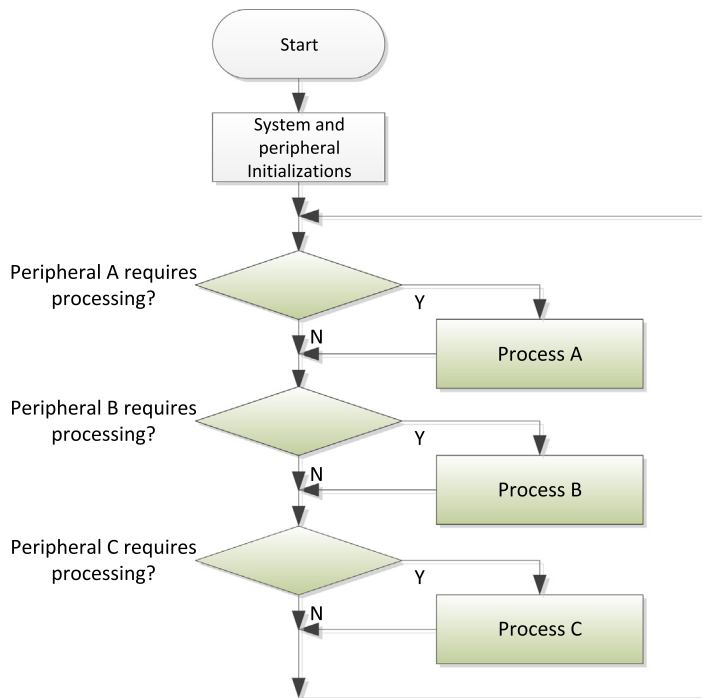 Start
System and
peripheral
Initializations
Peripheral A requires
processing?
Y
N
Process A
Peripheral B requires
processing?
Y
N
Process B
Peripheral C requires
processing?
Y
N
Process C